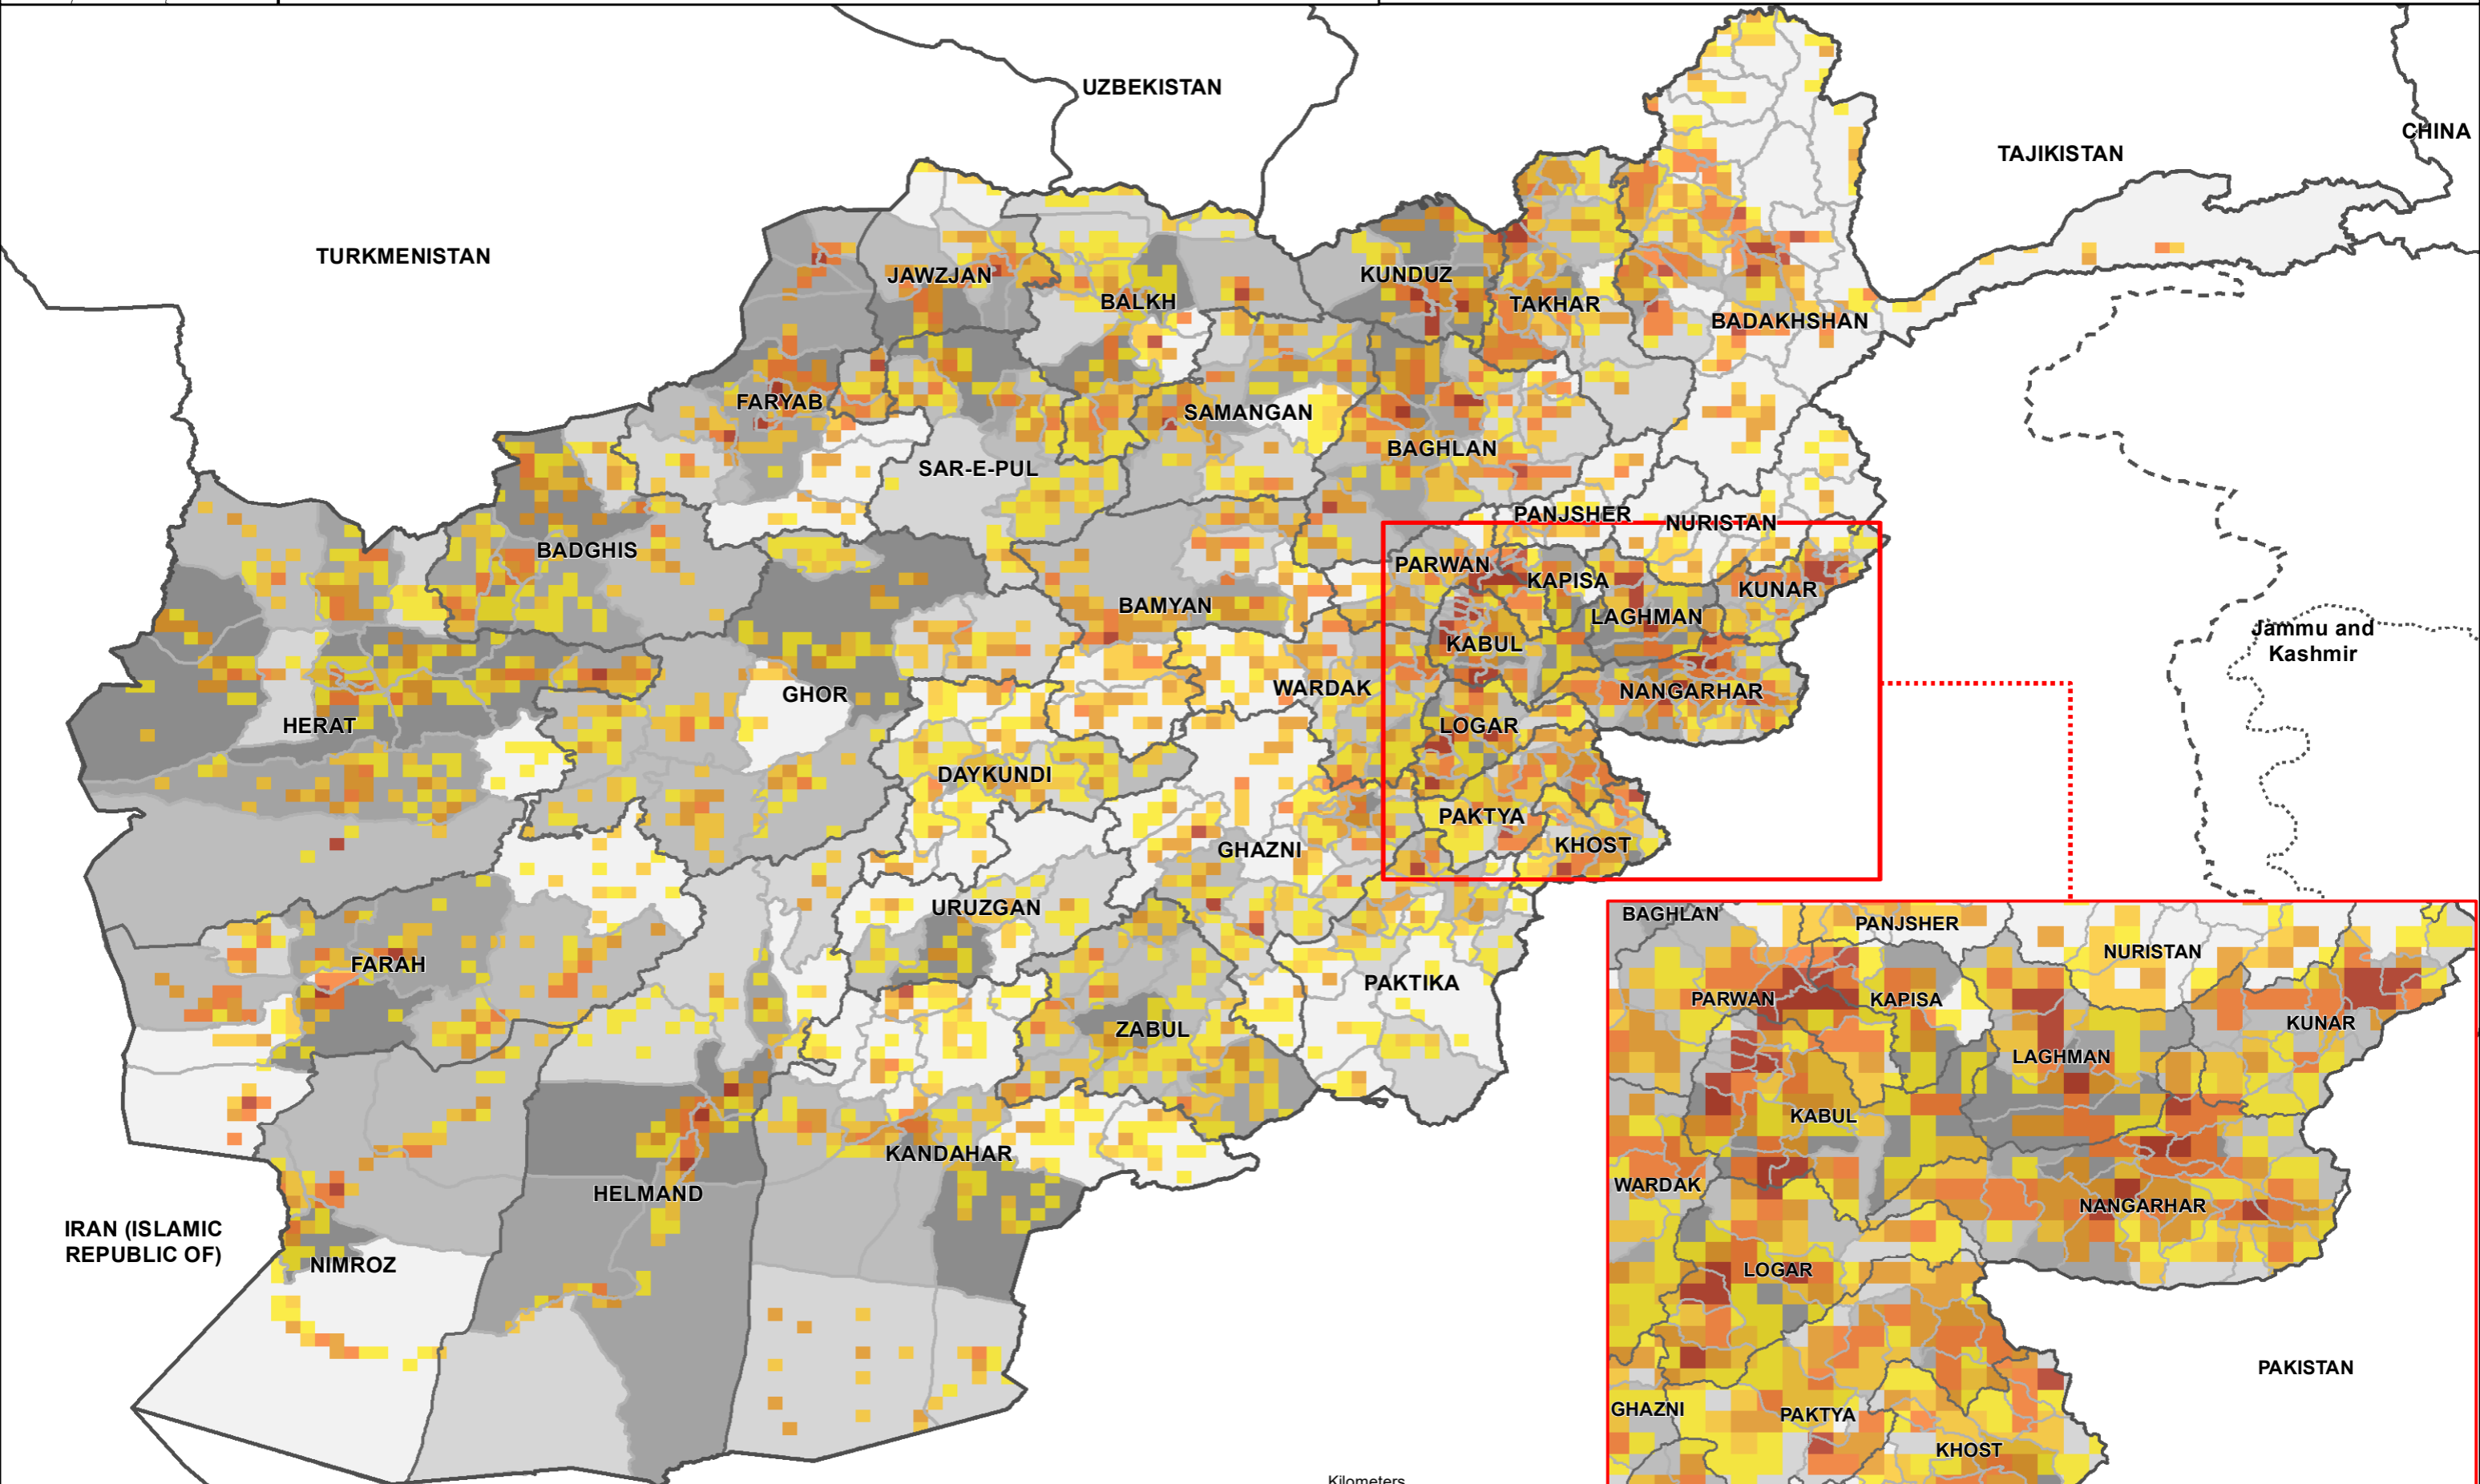 UZBEKISTAN
CHINA
TAJIKISTAN
TURKMENISTAN
JAWZJAN
BALKH
KUNDUZ
TAKHAR
BADAKHSHAN
FARYAB
SAMANGAN
SAR-E-PUL
BAGHLAN
PANJSHER
NURISTAN
BADGHIS
PARWAN
KAPISA
KUNAR
BAMYAN
LAGHMAN
KABUL
Jammu and
Kashmir
HERAT
GHOR
WARDAK
NANGARHAR
LOGAR
DAYKUNDI
PAKTYA
GHAZNI
KHOST
URUZGAN
FARAH
PAKTIKA
ZABUL
KANDAHAR
HELMAND
IRAN (ISLAMIC
REPUBLIC OF)
NIMROZ
BAGHLAN
PANJSHER
NURISTAN
PARWAN
KAPISA
KUNAR
LAGHMAN
KABUL
WARDAK
NANGARHAR
LOGAR
PAKISTAN
GHAZNI
PAKTYA
KHOST
Kilometers